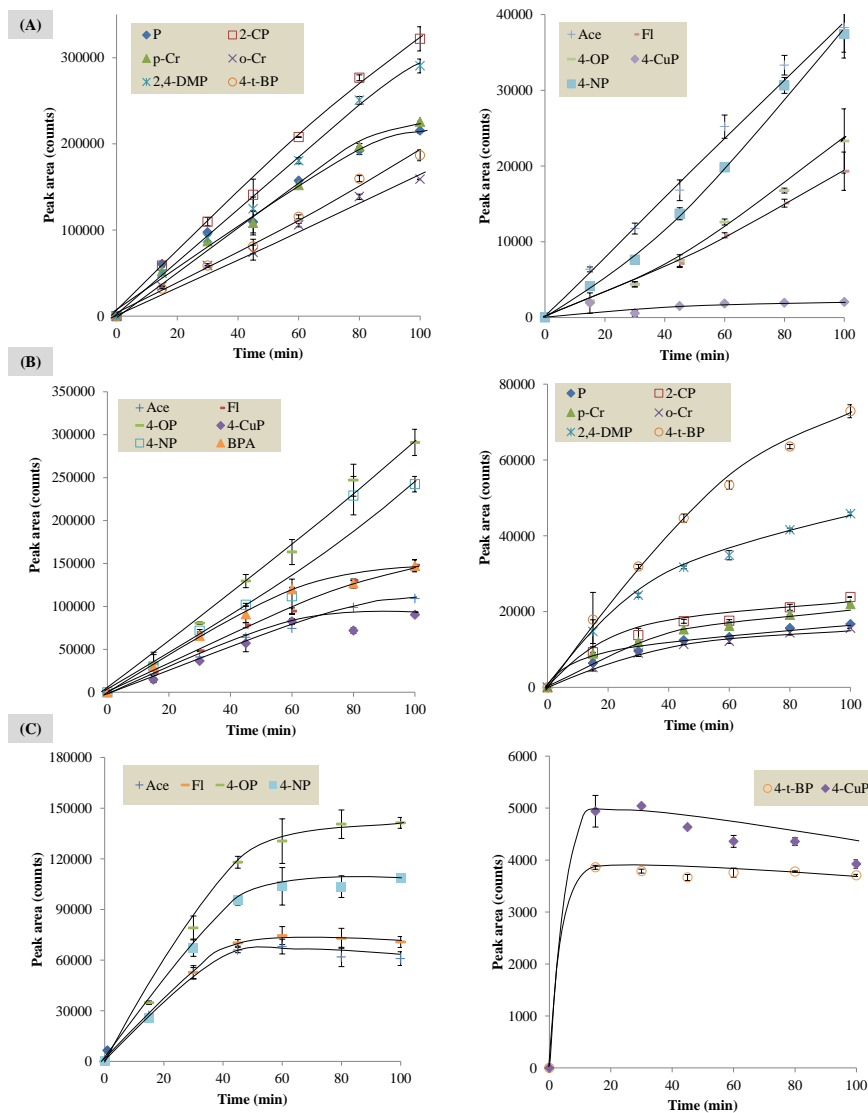 (A)
P 2-CP
p-Cr o-Cr
2,4-DMP 4-t-BP
Peak area (counts)
300000
200000
100000
0
0 20 40 60 80 100
Time (min)
Ace Fl
4-OP 4-CuP
4-NP
Peak area (counts)
40000
30000
20000
10000
0
0 20 40 60 80 100
Time (min)
(B)
Ace Fl
4-OP 4-CuP
4-NP BPA
Peak area (counts)
350000
300000
250000
200000
150000
100000
50000
0
0 20 40 60 80 100
Time (min)
P 2-CP
p-Cr o-Cr
2,4-DMP 4-t-BP
Peak area (counts)
80000
60000
40000
20000
0
0 20 40 60 80 100
Time (min)
(C)
Ace Fl 4-OP 4-NP
Peak area (counts)
180000
150000
120000
90000
60000
30000
0
0 20 40 60 80 100
Time (min)
4-t-BP 4-CuP
Peak area (counts)
6000
5000
4000
3000
2000
1000
0
0 20 40 60 80 100
Time (min)